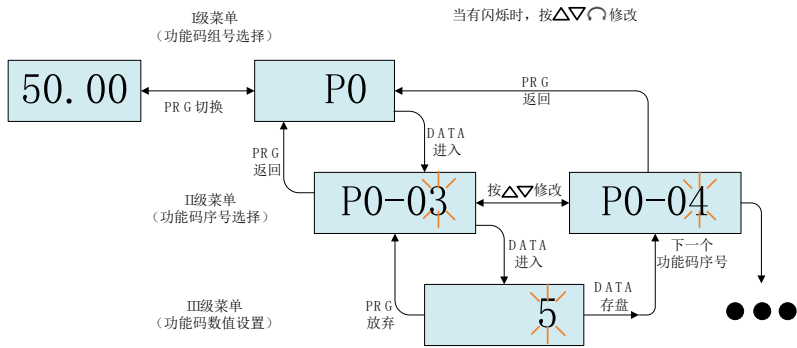 I级菜单
（功能码组号选择）
当有闪烁时，按△▽修改
50.00
PRG切换
P0
PRG
返回
DATA
进入
PRG
返回
II级菜单
（功能码序号选择）
P0-03
按△▽修改
P0-04
DATA
进入
下一个
功能码序号
III级菜单
（功能码数值设置）
PRG
放弃
5
DATA
存盘